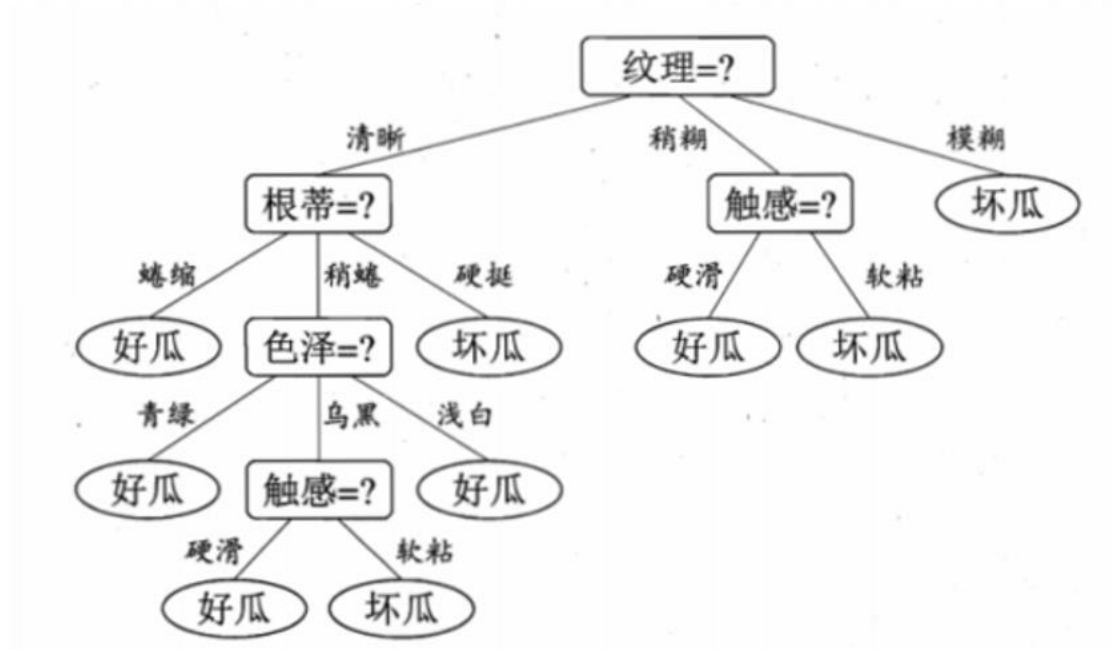 纹理=?
清晰 稍糊 模糊
根蒂=? 触感=? 坏瓜
蜷缩 稍蜷 硬挺 硬滑 软粘
好瓜 色泽=? 坏瓜 好瓜 坏瓜
青绿 乌黑 浅白
好瓜 触感=? 好瓜
硬滑 软粘
好瓜 坏瓜